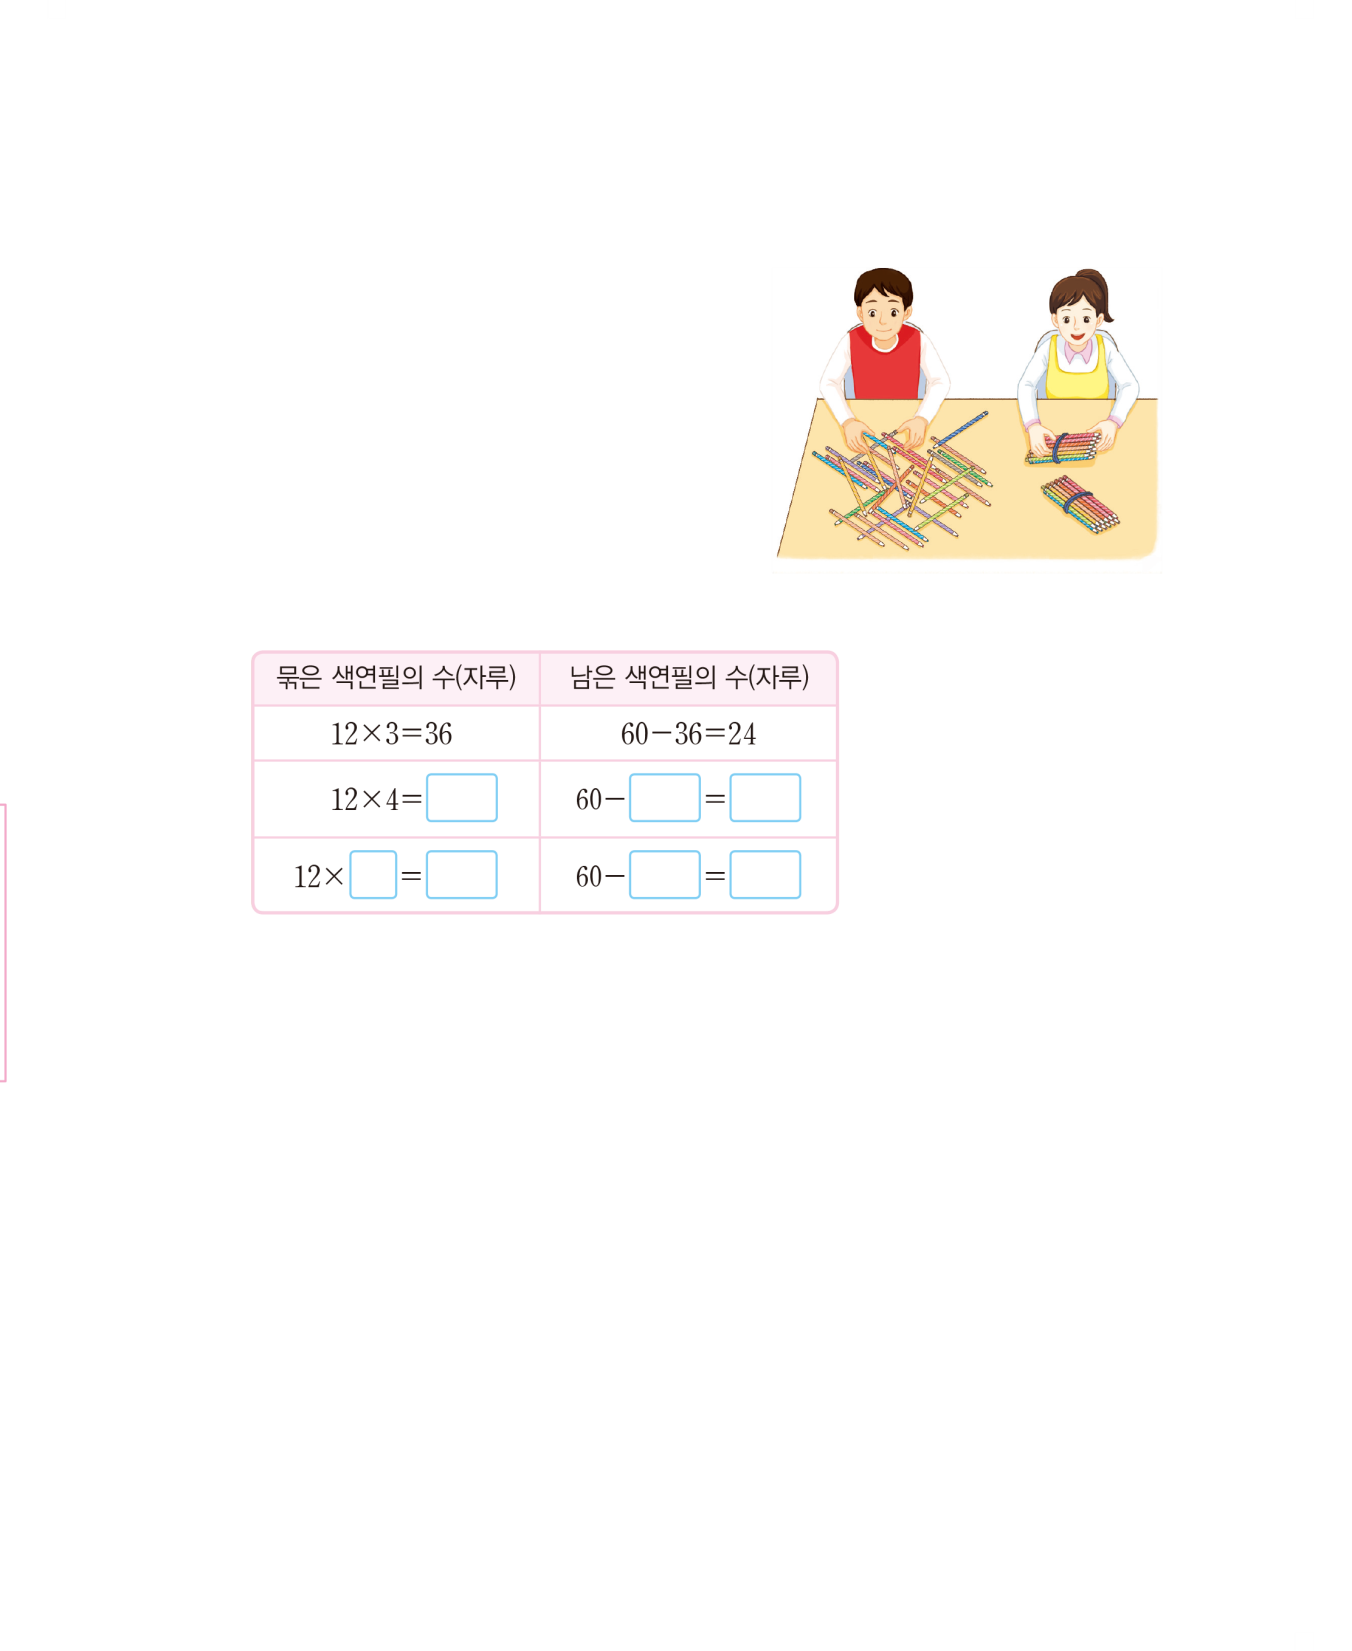 묶은 색연필의 수(자루) 남은 색연필의 수(자루)
12×3=36 60-36=24
12×4= 60- =
12× = 60- =